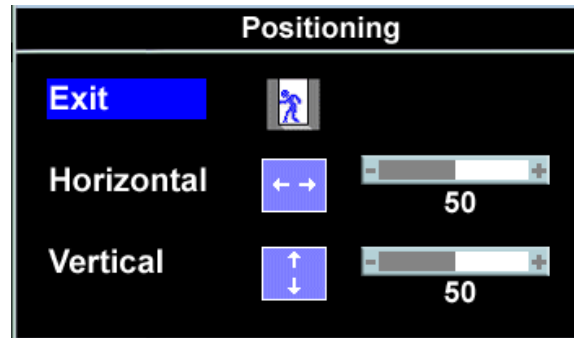 Positioning
Exit
Horizontal
- +
50
Vertical
- +
50